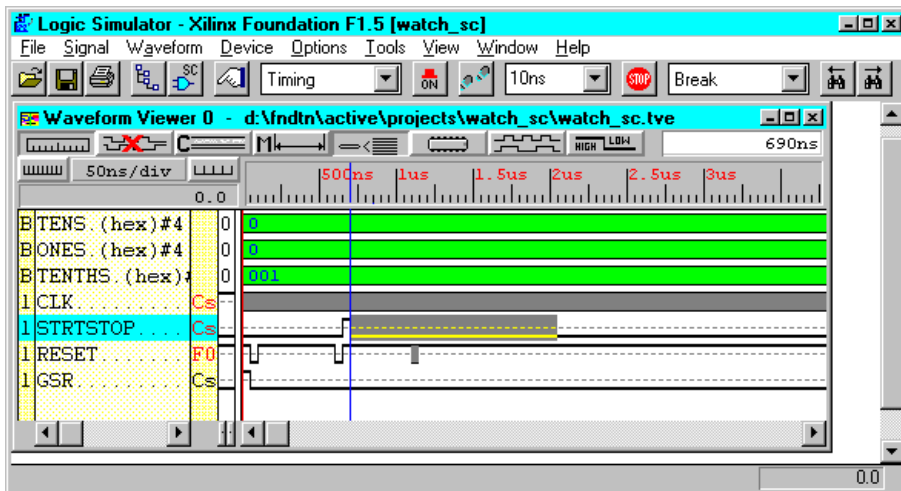 Logic Simulator - Xilinx Foundation F1.5 [watch_sc]
File Signal Waveform Device Options Tools View Window Help
SC Timing ON 10ns STOP Break
Waveform Viewer 0 - d:\fndtn\active\projects\watch_sc\watch_sc.tve
C M HIGH LOW 690ns
50ns/div 500ns 1us 1.5us 2us 2.5us 3us
0.0
B TENS.(hex)#4 0 0
B ONES.(hex)#4 0 0
B TENTHS.(hex)# 0 001
1 CLK......... Cs
1 STRTSTOP.... Cs
1 RESET....... F0
1 GSR......... Cs
0.0